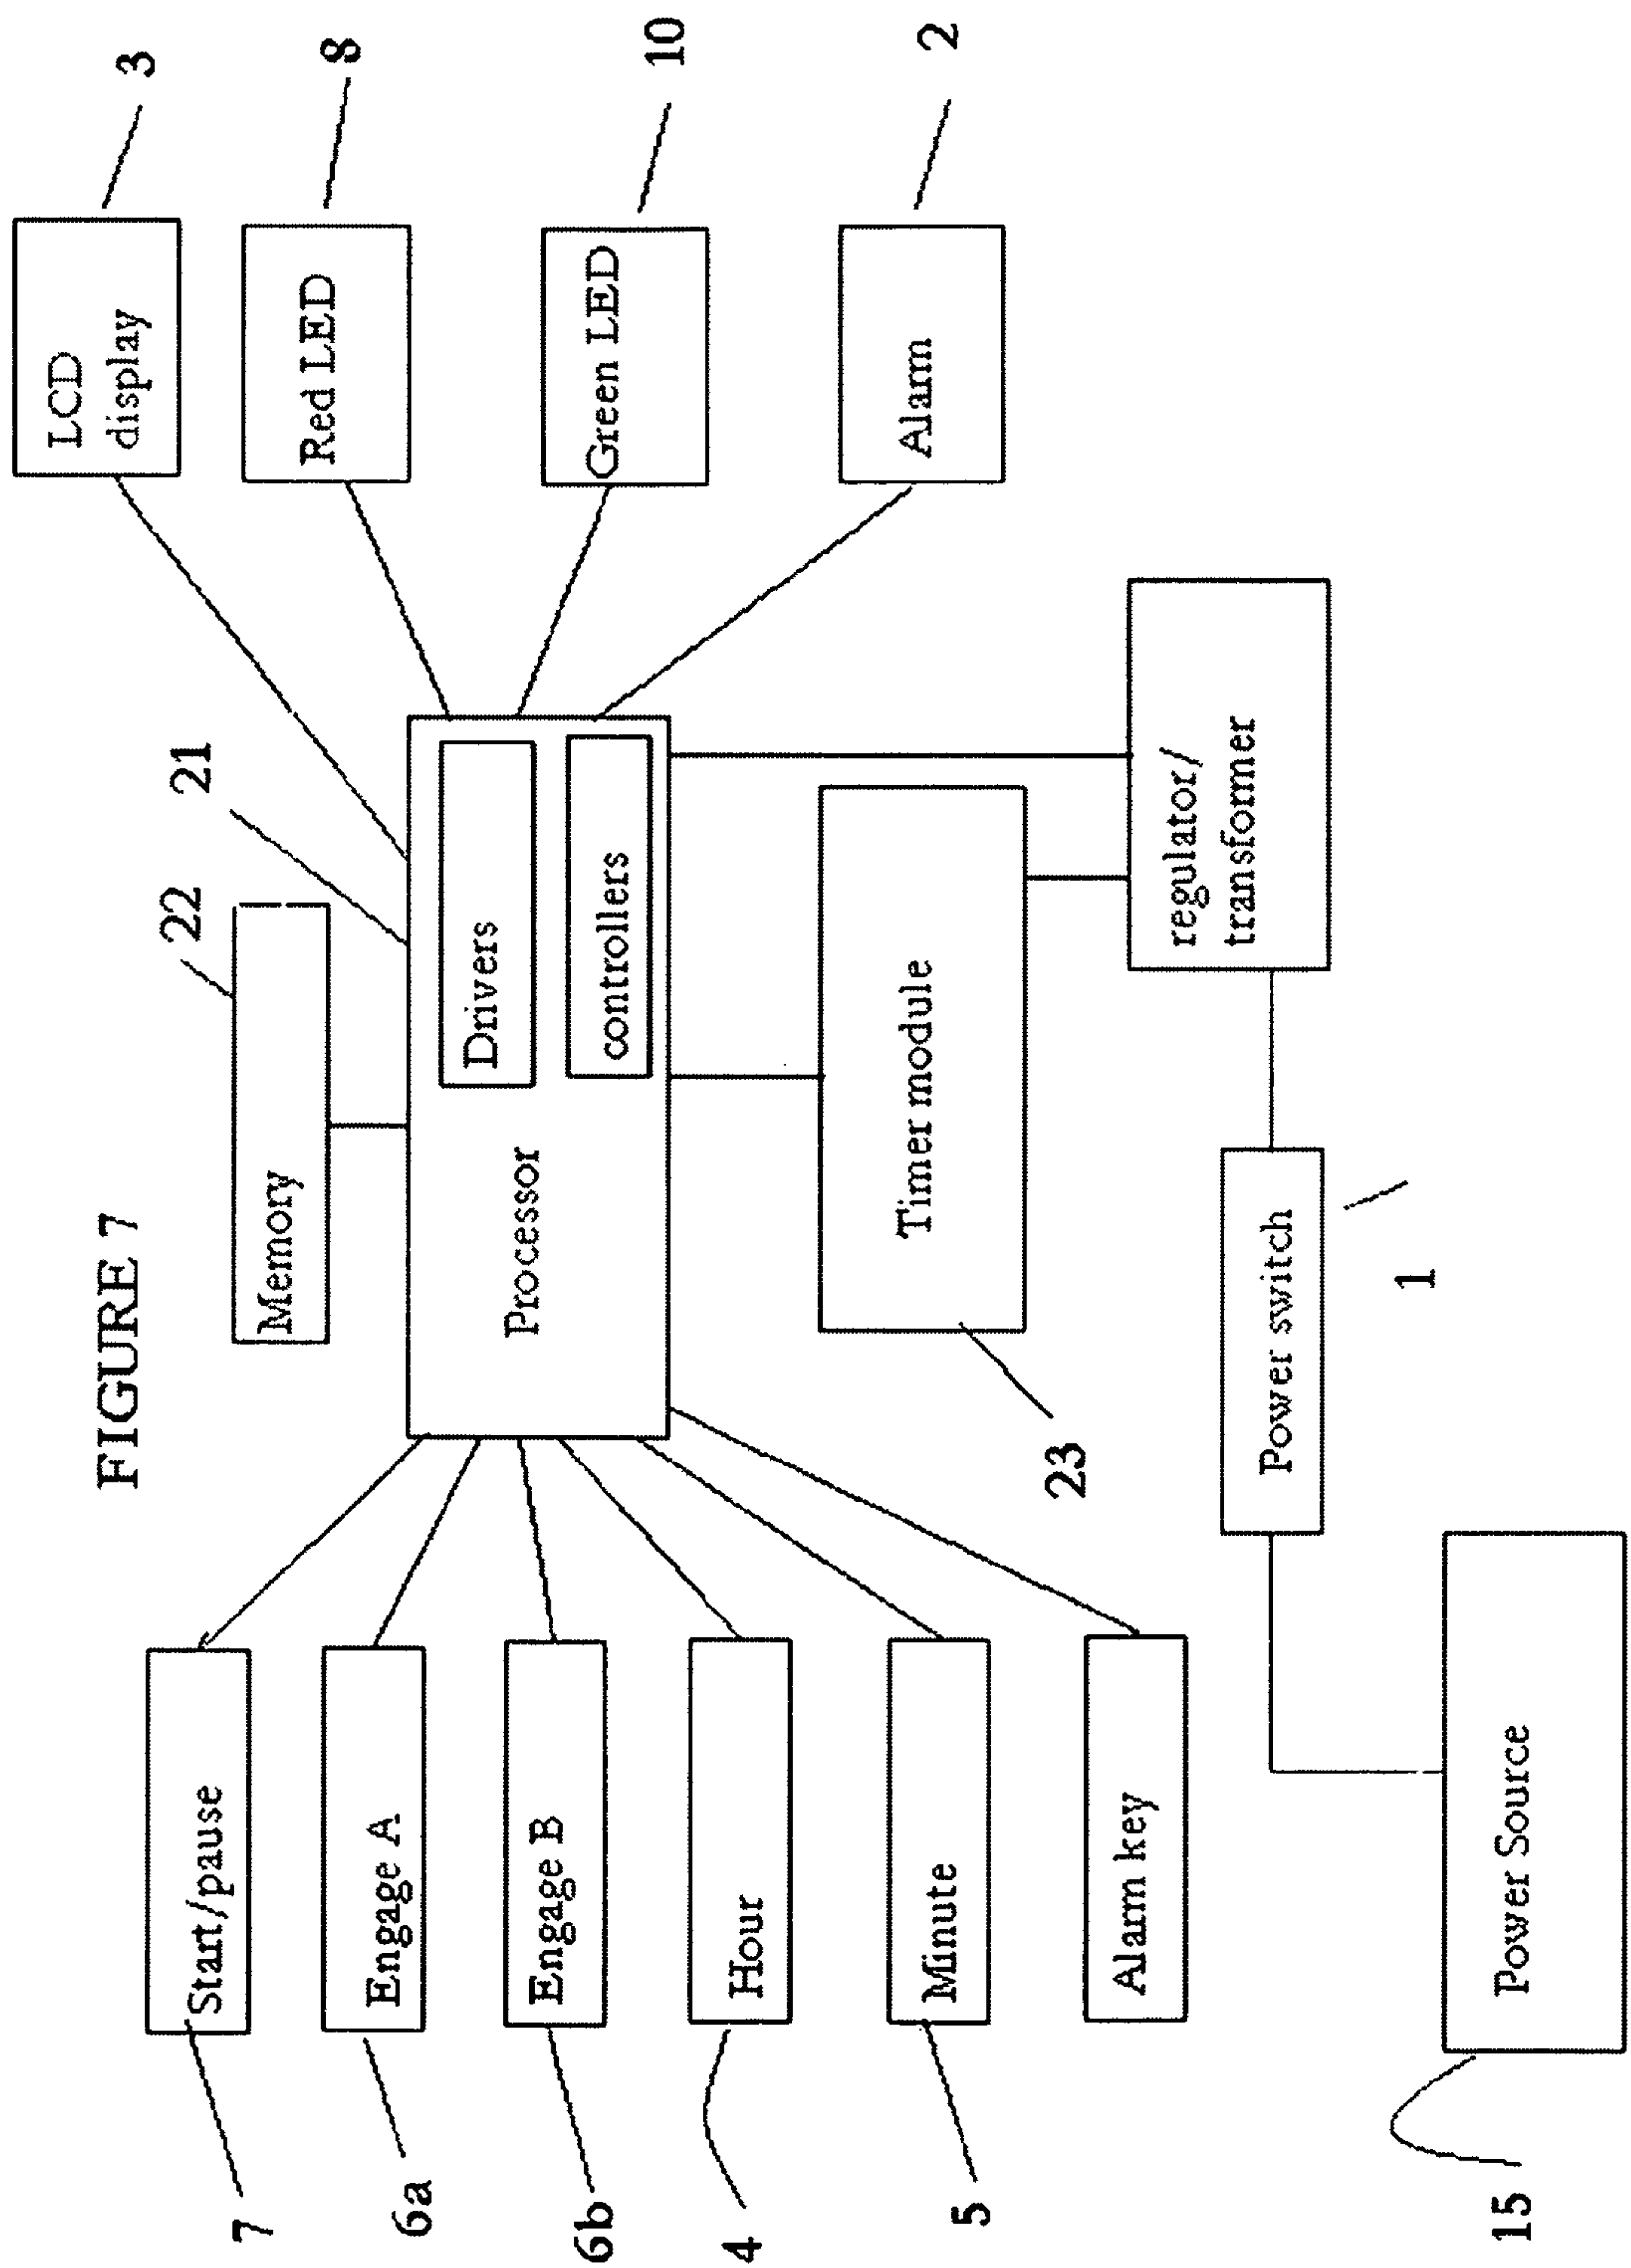 FIGURE 7
7
Start/pause
6a
Engage A
6b
Engage B
4
Hour
5
Minute
Alarm key
22
Memory
21
Processor
Drivers
controllers
23
Timer module
3
LCD
display
8
Red LED
10
Green LED
2
Alarm
regulator/
transformer
1
Power switch
15
Power Source